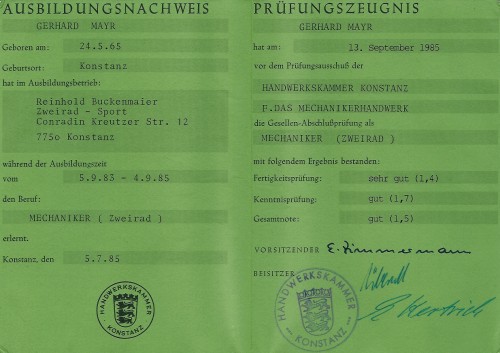 AUSBILDUNGSNACHWEIS
GERHARD MAYR
Geboren am: 24.5.65
Geburtsort: Konstanz
hat im Ausbildungsbetrieb:
Reinhold Buckenmaier
Zweirad - Sport
Conradin Kreutzer Str. 12
775o Konstanz
während der Ausbildungszeit
vom 5.9.83 - 4.9.85
den Beruf:
MECHANIKER ( Zweirad )
erlernt.
Konstanz, den 5.7.85
HANDWERKSKAMMER
KONSTANZ
PRÜFUNGSZEUGNIS
GERHARD MAYR
hat am: 13. September 1985
vor dem Prüfungsausschuß der
HANDWERKSKAMMER KONSTANZ
F.DAS MECHANIKERHANDWERK
die Gesellen-Abschlußprüfung als
MECHANIKER (ZWEIRAD )
mit folgendem Ergebnis bestanden:
Fertigkeitsprüfung: sehr gut (1,4)
Kenntnisprüfung: gut (1,7)
Gesamtnote: gut (1,5)
VORSITZENDER E. Zimmermann
BEISITZER
HANDWERKSKAMMER
KONSTANZ